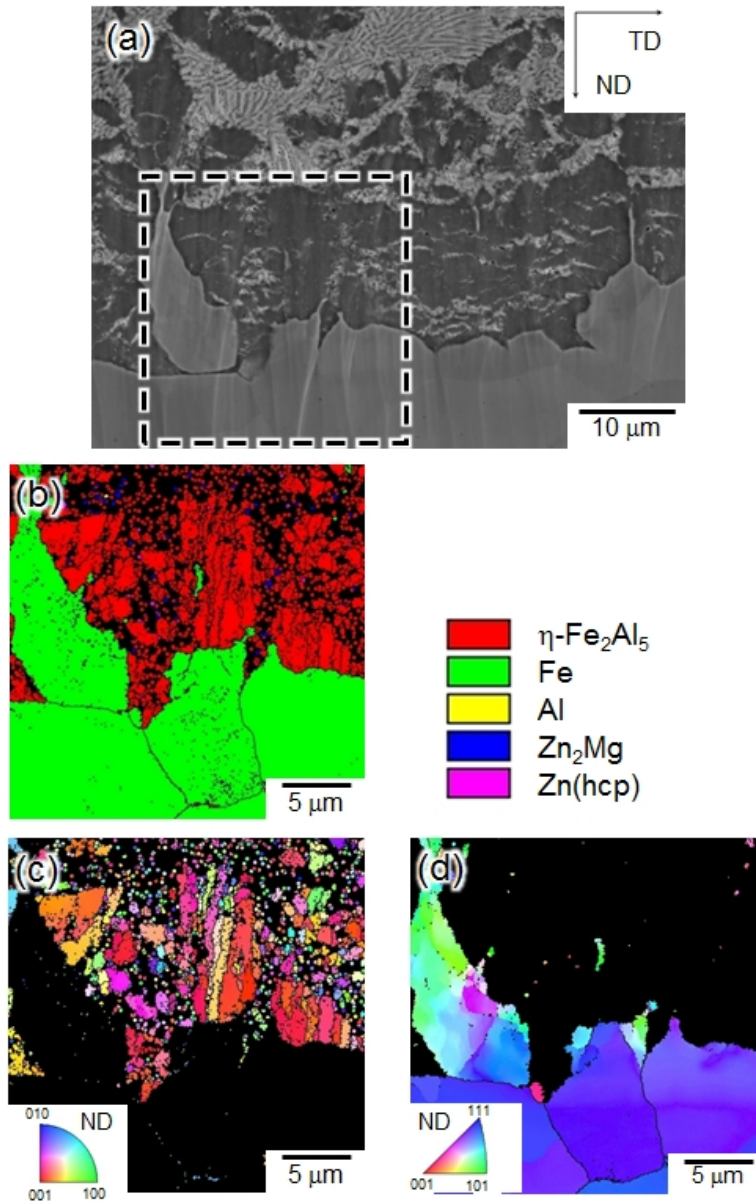 (a)
TD
ND
10 μm
(b)
5 μm
η-Fe₂Al₅
Fe
Al
Zn₂Mg
Zn(hcp)
(c)
010
ND
001
100
5 μm
(d)
ND
111
001
101
5 μm